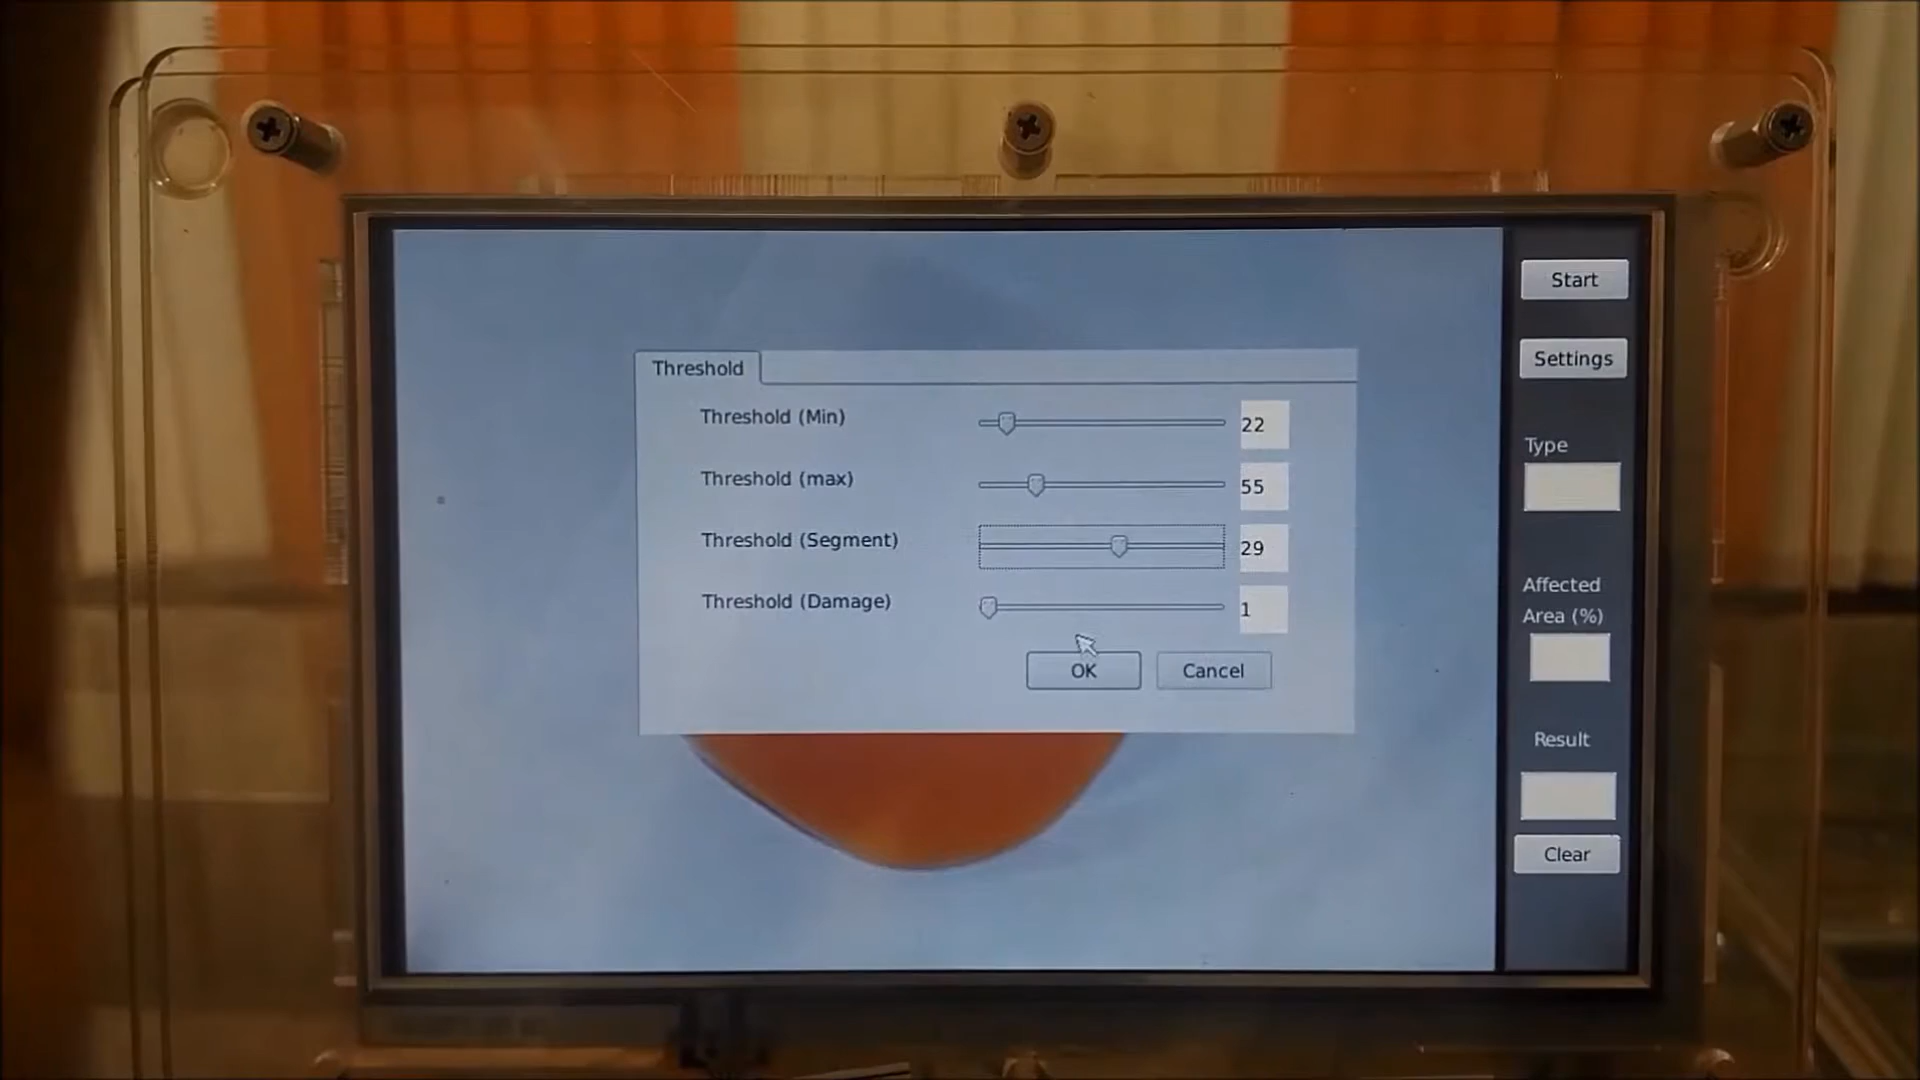 Threshold
Threshold (Min)
22
Threshold (max)
55
Threshold (Segment)
29
Threshold (Damage)
1
OK
Cancel
Start
Settings
Type
Affected
Area (%)
Result
Clear